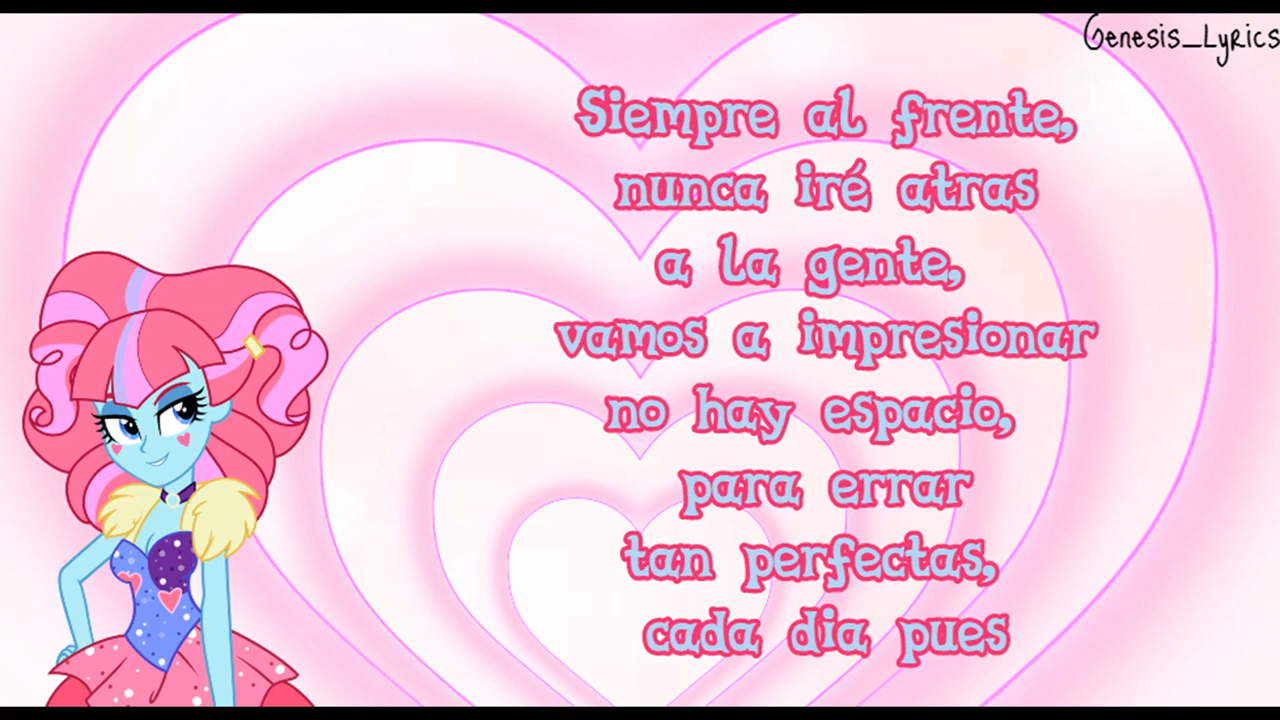 Genesis_Lyrics
Siempre al frente,
nunca iré atras
a la gente,
vamos a impresionar
no hay espacio,
para errar
tan perfectas,
cada dia pues